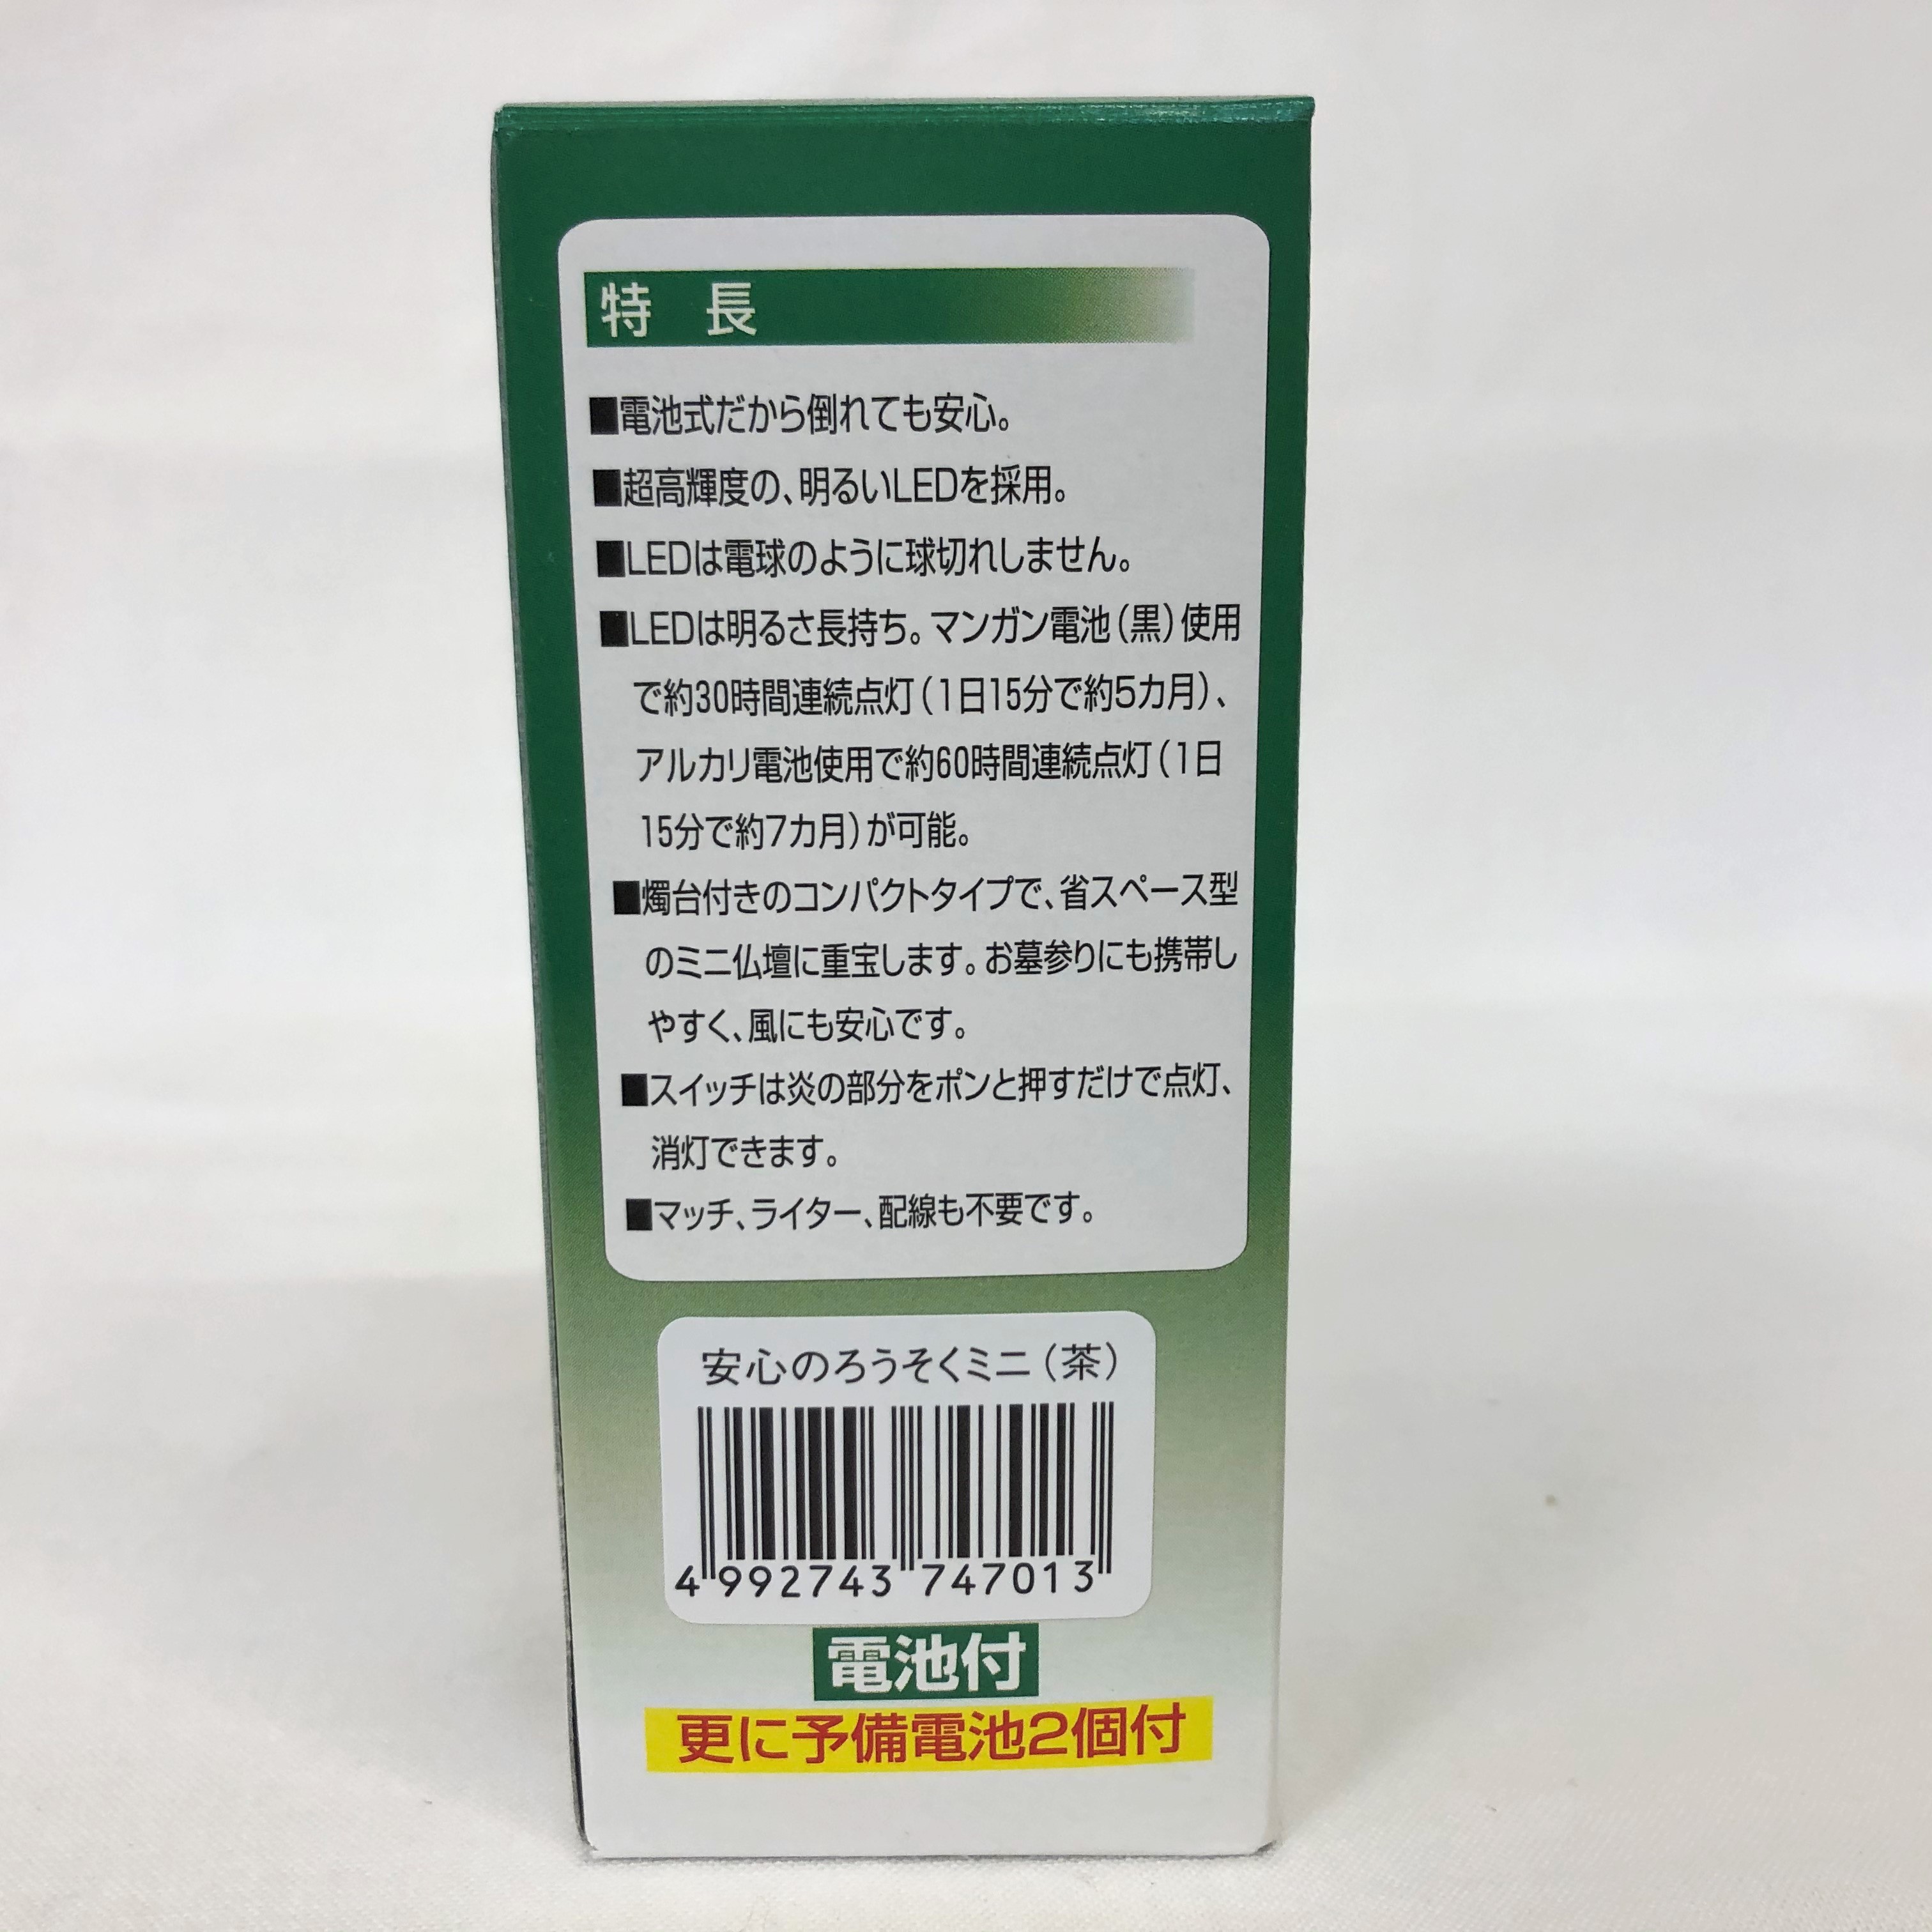 特 長
■電池式だから倒れても安心。
■超高輝度の、明るいLEDを採用。
■LEDは電球のように球切れしません。
■LEDは明るさ長持ち。マンガン電池(黒)使用
で約30時間連続点灯(1日15分で約5カ月)、
アルカリ電池使用で約60時間連続点灯(1日
15分で約7カ月)が可能。
■燭台付きのコンパクトタイプで、省スペース型
のミニ仏壇に重宝します。お墓参りにも携帯し
やすく、風にも安心です。
■スイッチは炎の部分をポンと押すだけで点灯、
消灯できます。
■マッチ、ライター、配線も不要です。
安心のろうそくミニ(茶)
4 992743 747013
電池付
更に予備電池2個付